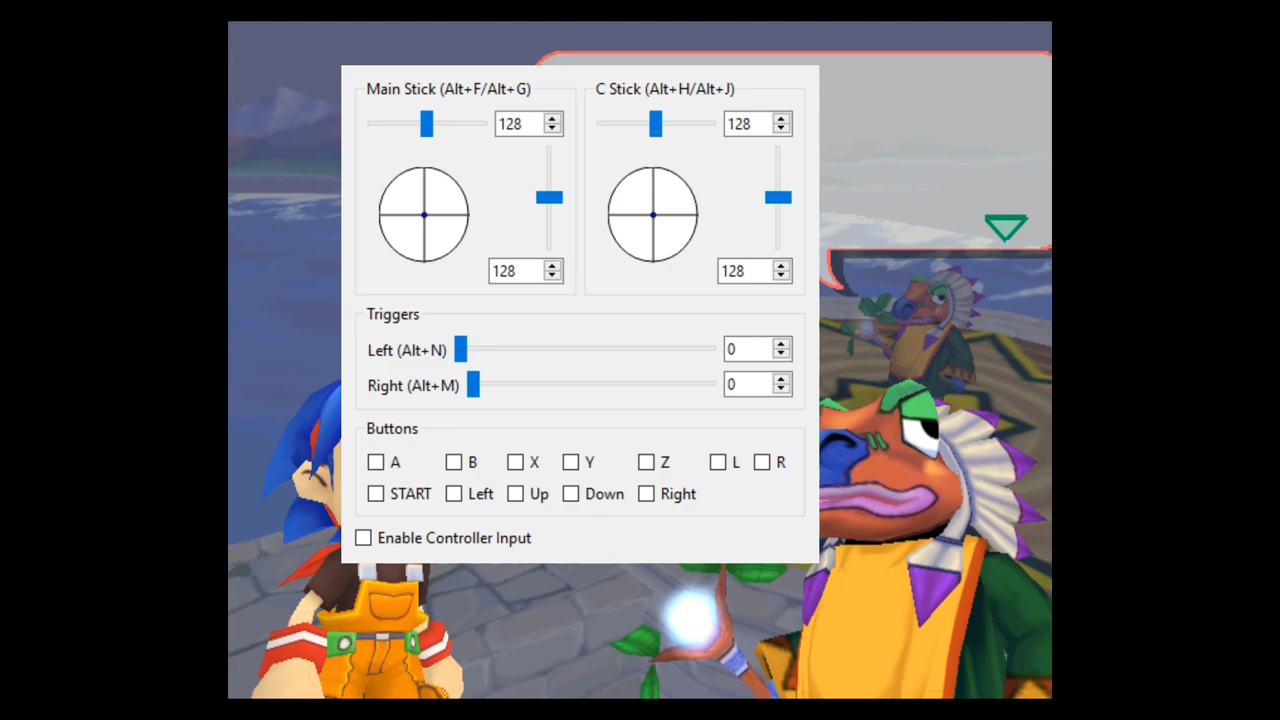 Main Stick (Alt+F/Alt+G)
C Stick (Alt+H/Alt+J)
128
128
128
128
Triggers
Left (Alt+N)
0
Right (Alt+M)
0
Buttons
A B X Y Z L R
START Left Up Down Right
Enable Controller Input